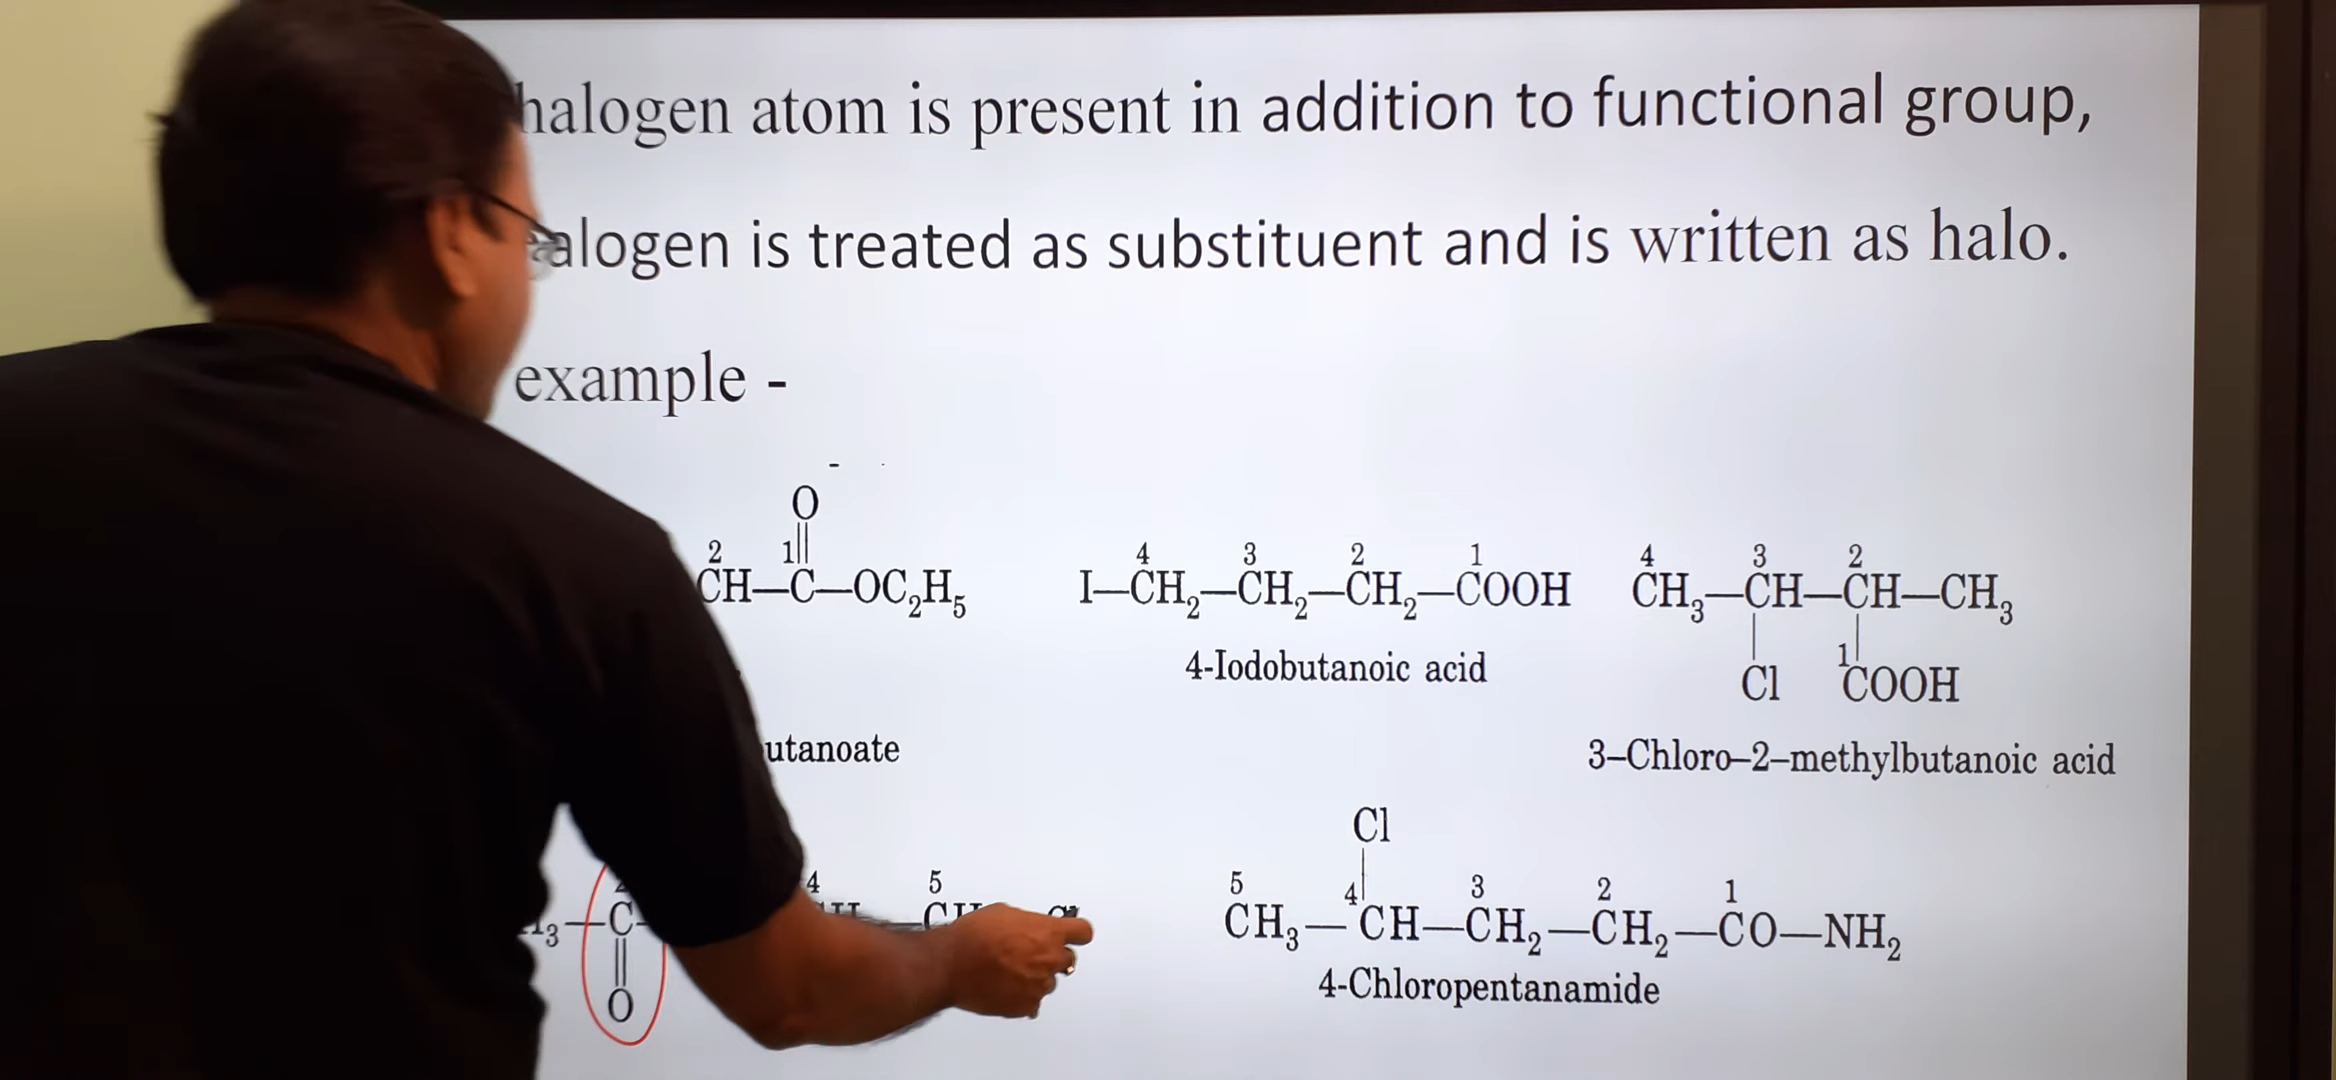 halogen atom is present in addition to functional group,
alogen is treated as substituent and is written as halo.
example -
O
2 1
CH—C—OC₂H₅
4 3 2 1
I—CH₂—CH₂—CH₂—COOH
4 3 2
CH₃—CH—CH—CH₃
1
Cl COOH
4-Iodobutanoic acid
utanoate
3–Chloro–2–methylbutanoic acid
4 5
3—C
O
Cl
5 4 3 2 1
CH₃—CH—CH₂—CH₂—CO—NH₂
4-Chloropentanamide